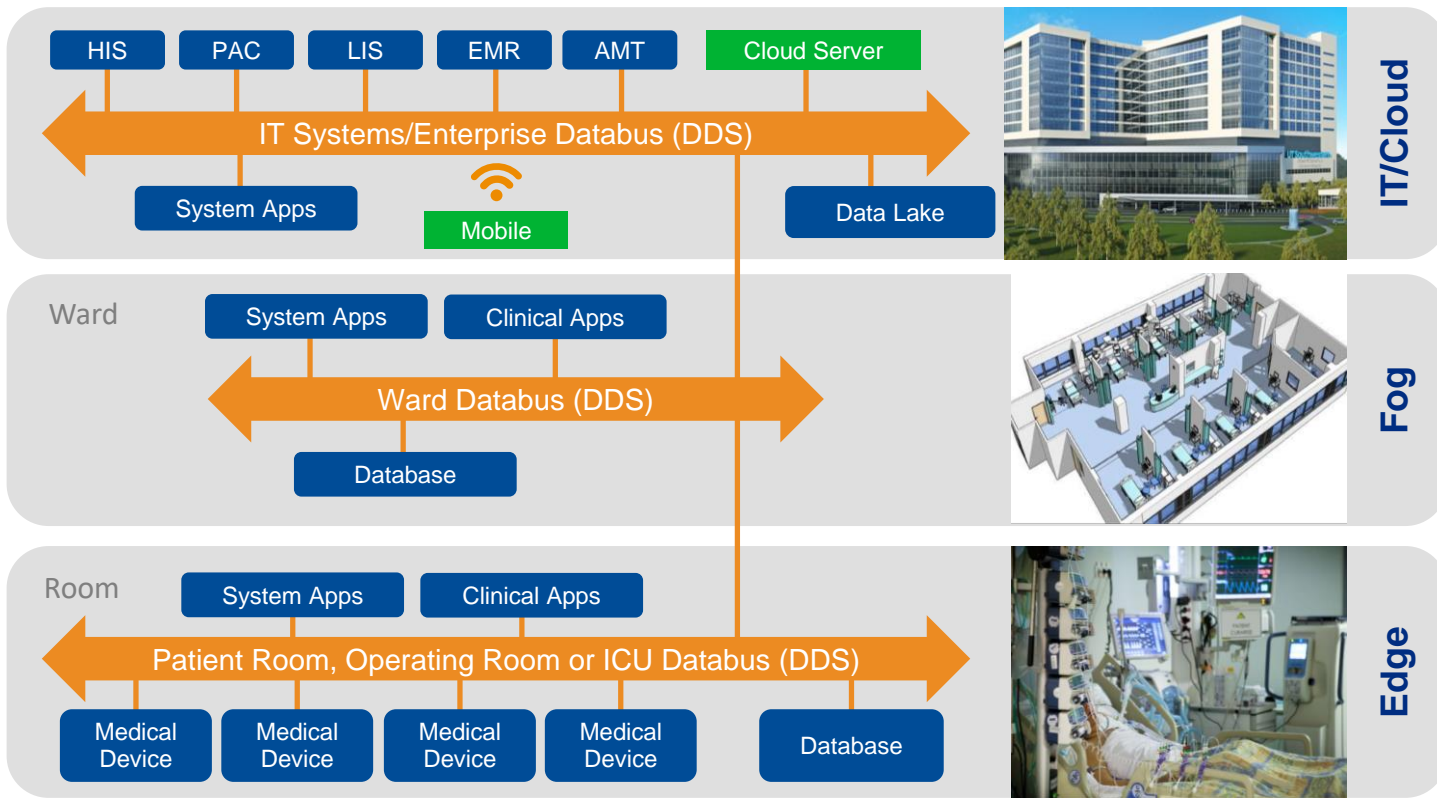 HIS
PAC
LIS
EMR
AMT
Cloud Server
IT Systems/Enterprise Databus (DDS)
System Apps
Mobile
Data Lake
IT/Cloud
Ward
System Apps
Clinical Apps
Ward Databus (DDS)
Database
Fog
Room
System Apps
Clinical Apps
Patient Room, Operating Room or ICU Databus (DDS)
Medical
Device
Medical
Device
Medical
Device
Medical
Device
Database
Edge